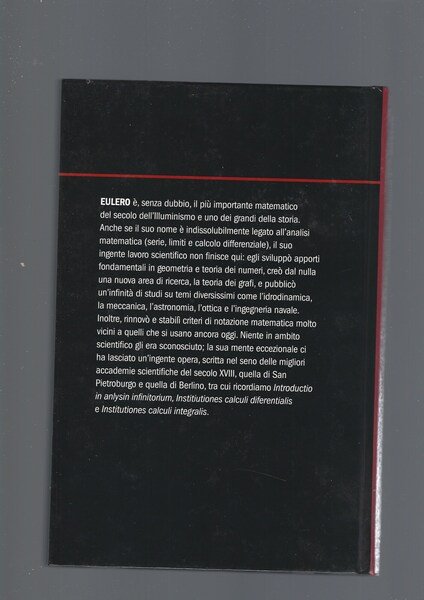 EULERO è, senza dubbio, il più importante matematico
del secolo dell'Illuminismo e uno dei grandi della storia.
Anche se il suo nome è indissolubilmente legato all'analisi
matematica (serie, limiti e calcolo differenziale), il suo
ingente lavoro scientifico non finisce qui: egli sviluppò apporti
fondamentali in geometria e teoria dei numeri, creò dal nulla
una nuova area di ricerca, la teoria dei grafi, e pubblicò
un'infinità di studi su temi diversissimi come l'idrodinamica,
la meccanica, l'astronomia, l'ottica e l'ingegneria navale.
Inoltre, rinnovò e stabilì criteri di notazione matematica molto
vicini a quelli che si usano ancora oggi. Niente in ambito
scientifico gli era sconosciuto; la sua mente eccezionale ci
ha lasciato un'ingente opera, scritta nel seno delle migliori
accademie scientifiche del secolo XVIII, quella di San
Pietroburgo e quella di Berlino, tra cui ricordiamo Introductio
in anlysin infinitorium, Institiutiones calculi diferentialis
e Institutiones calculi integralis.